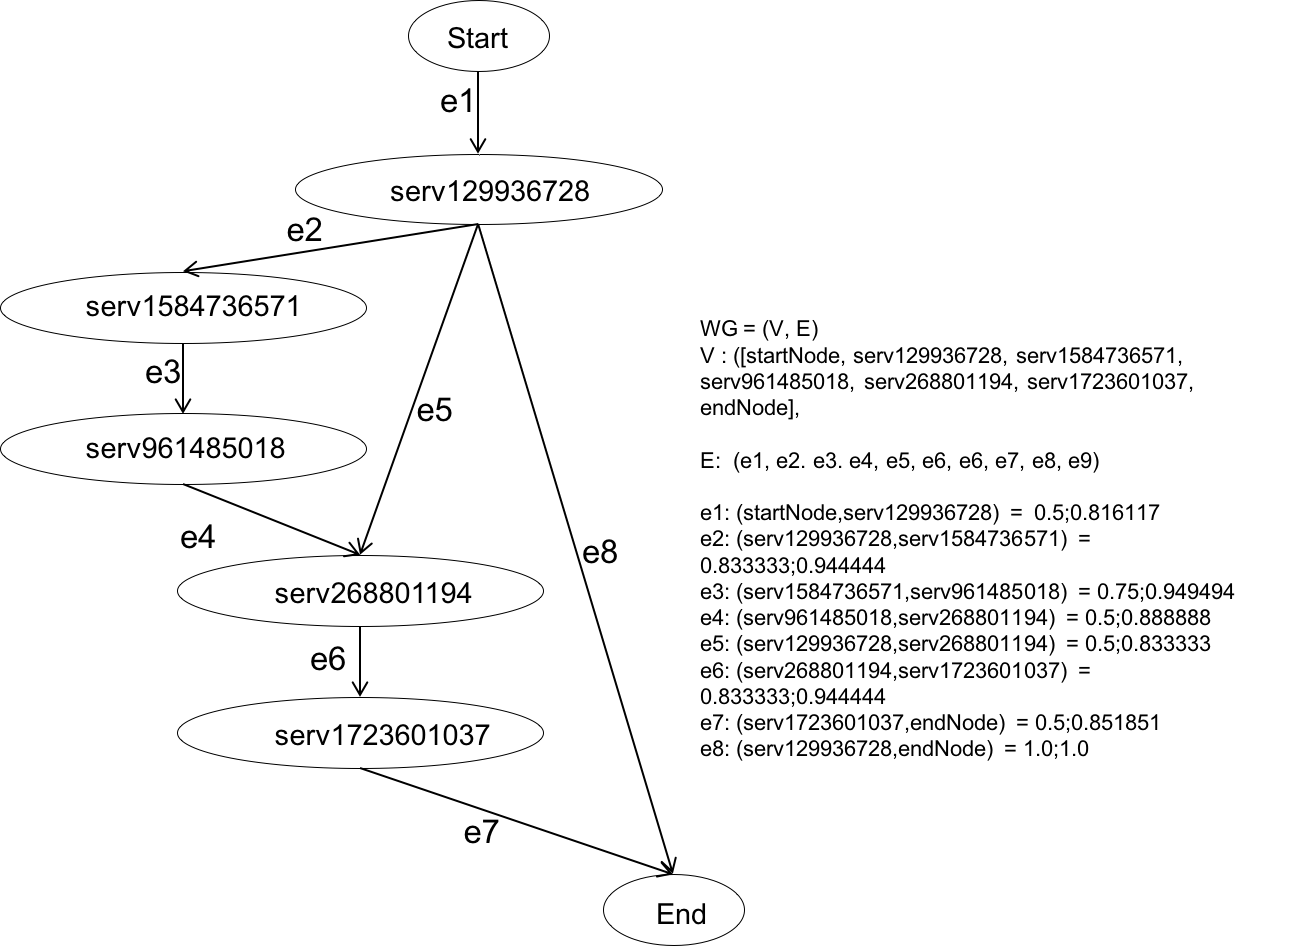 Start
e1
serv129936728
e2
serv1584736571
e3
serv961485018
e5
e4
e8
serv268801194
e6
serv1723601037
e7
End
WG = (V, E)
V : ([startNode, serv129936728, serv1584736571,
serv961485018, serv268801194, serv1723601037,
endNode],
E: (e1, e2. e3. e4, e5, e6, e6, e7, e8, e9)
e1: (startNode,serv129936728) = 0.5;0.816117
e2: (serv129936728,serv1584736571) =
0.833333;0.944444
e3: (serv1584736571,serv961485018) = 0.75;0.949494
e4: (serv961485018,serv268801194) = 0.5;0.888888
e5: (serv129936728,serv268801194) = 0.5;0.833333
e6: (serv268801194,serv1723601037) =
0.833333;0.944444
e7: (serv1723601037,endNode) = 0.5;0.851851
e8: (serv129936728,endNode) = 1.0;1.0